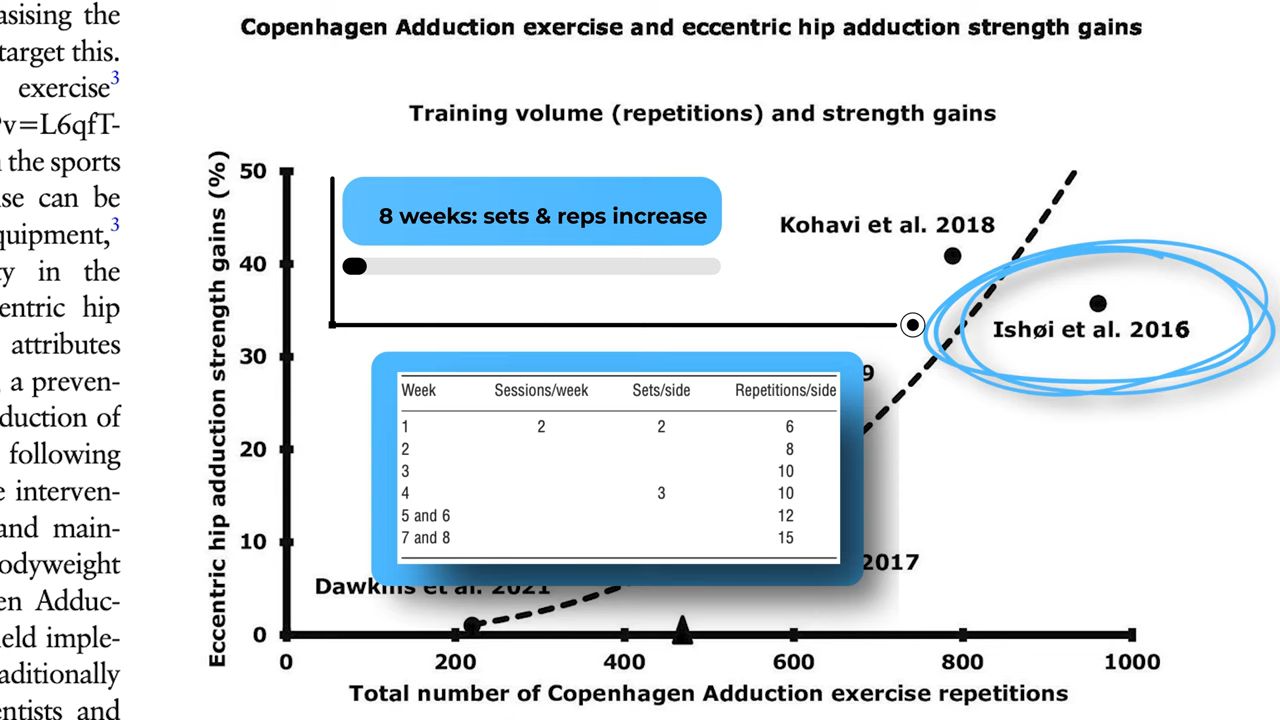 asising the
target this.
exercise3
?v=L6qfT-
the sports
se can be
quipment,3
ty in the
entric hip
attributes
, a preven-
duction of
following
e interven-
and main-
odyweight
en Adduc-
ield imple-
aditionally
entists and
Copenhagen Adduction exercise and eccentric hip adduction strength gains
Training volume (repetitions) and strength gains
Eccentric hip adduction strength gains (%)
50
40
30
20
10
0
8 weeks: sets & reps increase
Kohavi et al. 2018
Ishøi et al. 2016
9
Week Sessions/week Sets/side Repetitions/side
1 2 2 6
2 8
3 10
4 3 10
5 and 6 12
7 and 8 15
2017
Dawkins et al. 2021
0 200 400 600 800 1000
Total number of Copenhagen Adduction exercise repetitions